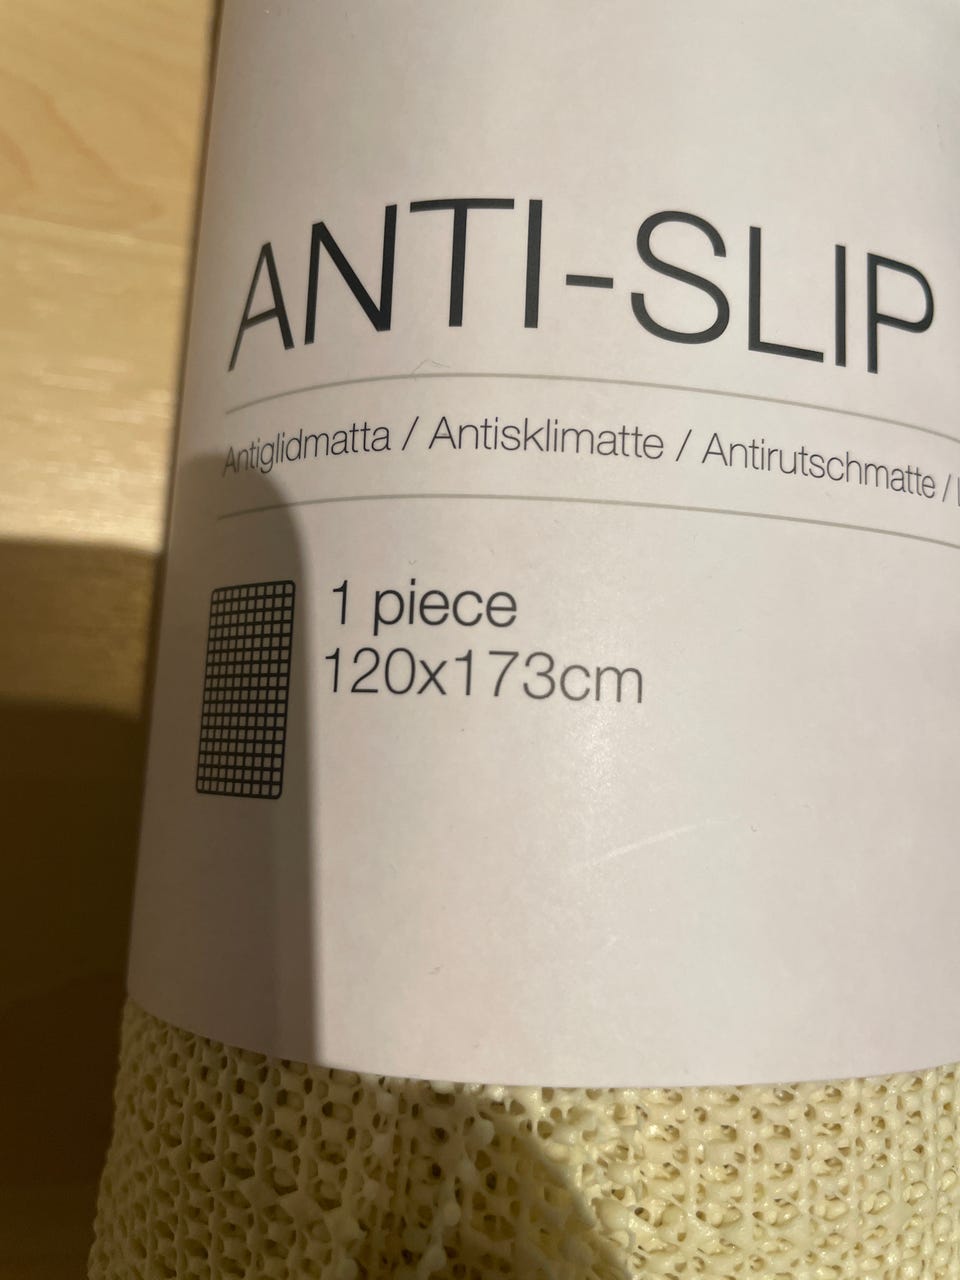 ANTI-SLIP
Antiglidmatta / Antisklimatte / Antirutschmatte /
1 piece
120x173cm